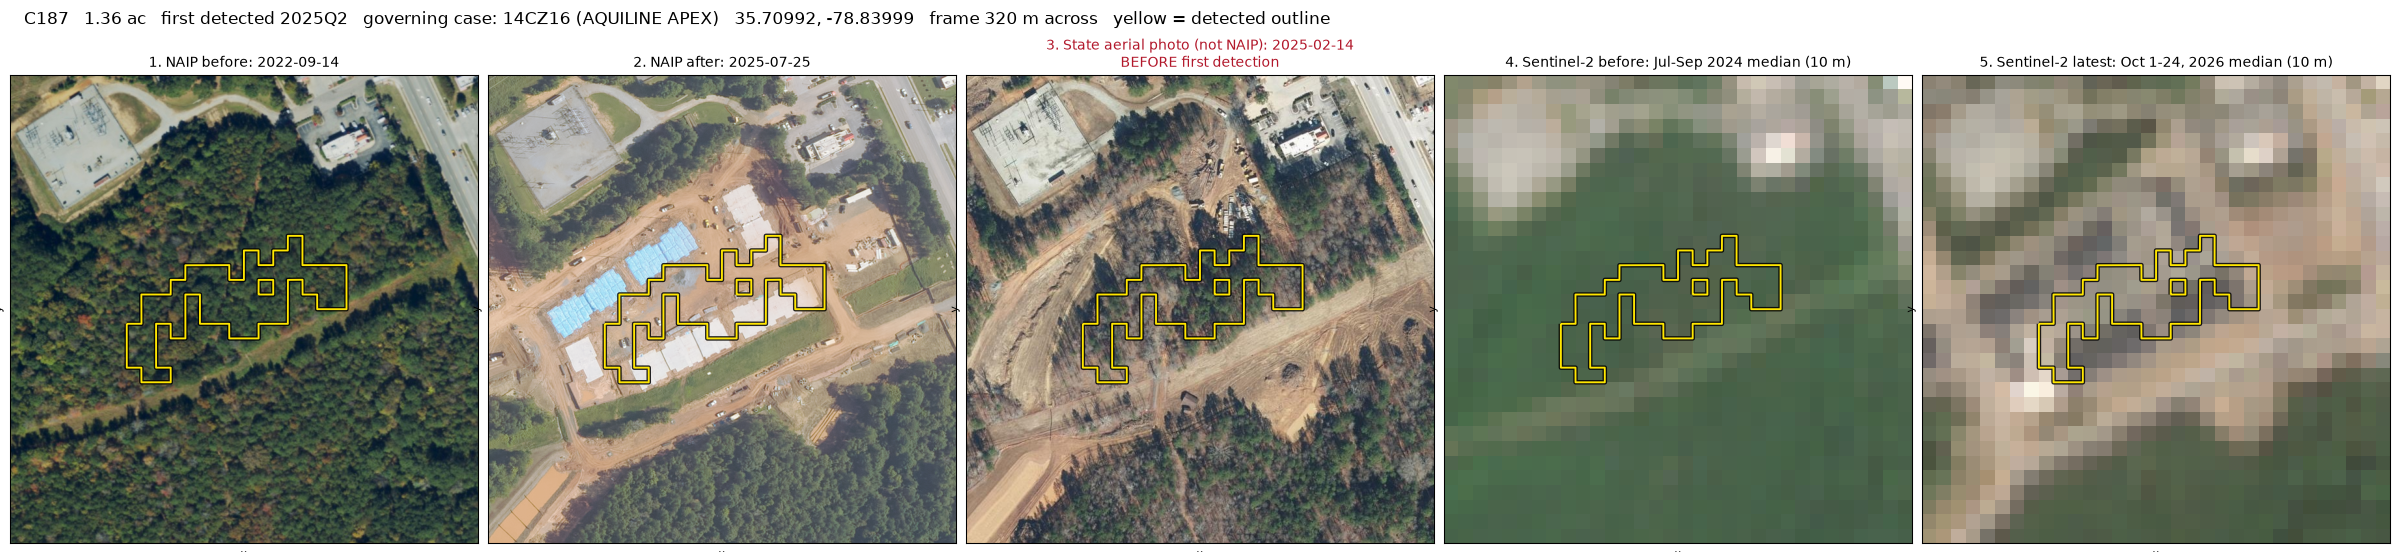 C187   1.36 ac   first detected 2025Q2   governing case: 14CZ16 (AQUILINE APEX)   35.70992, -78.83999   frame 320 m across   yellow = detected outline
1. NAIP before: 2022-09-14
2. NAIP after: 2025-07-25
3. State aerial photo (not NAIP): 2025-02-14
BEFORE first detection
4. Sentinel-2 before: Jul-Sep 2024 median (10 m)
5. Sentinel-2 latest: Oct 1-24, 2026 median (10 m)